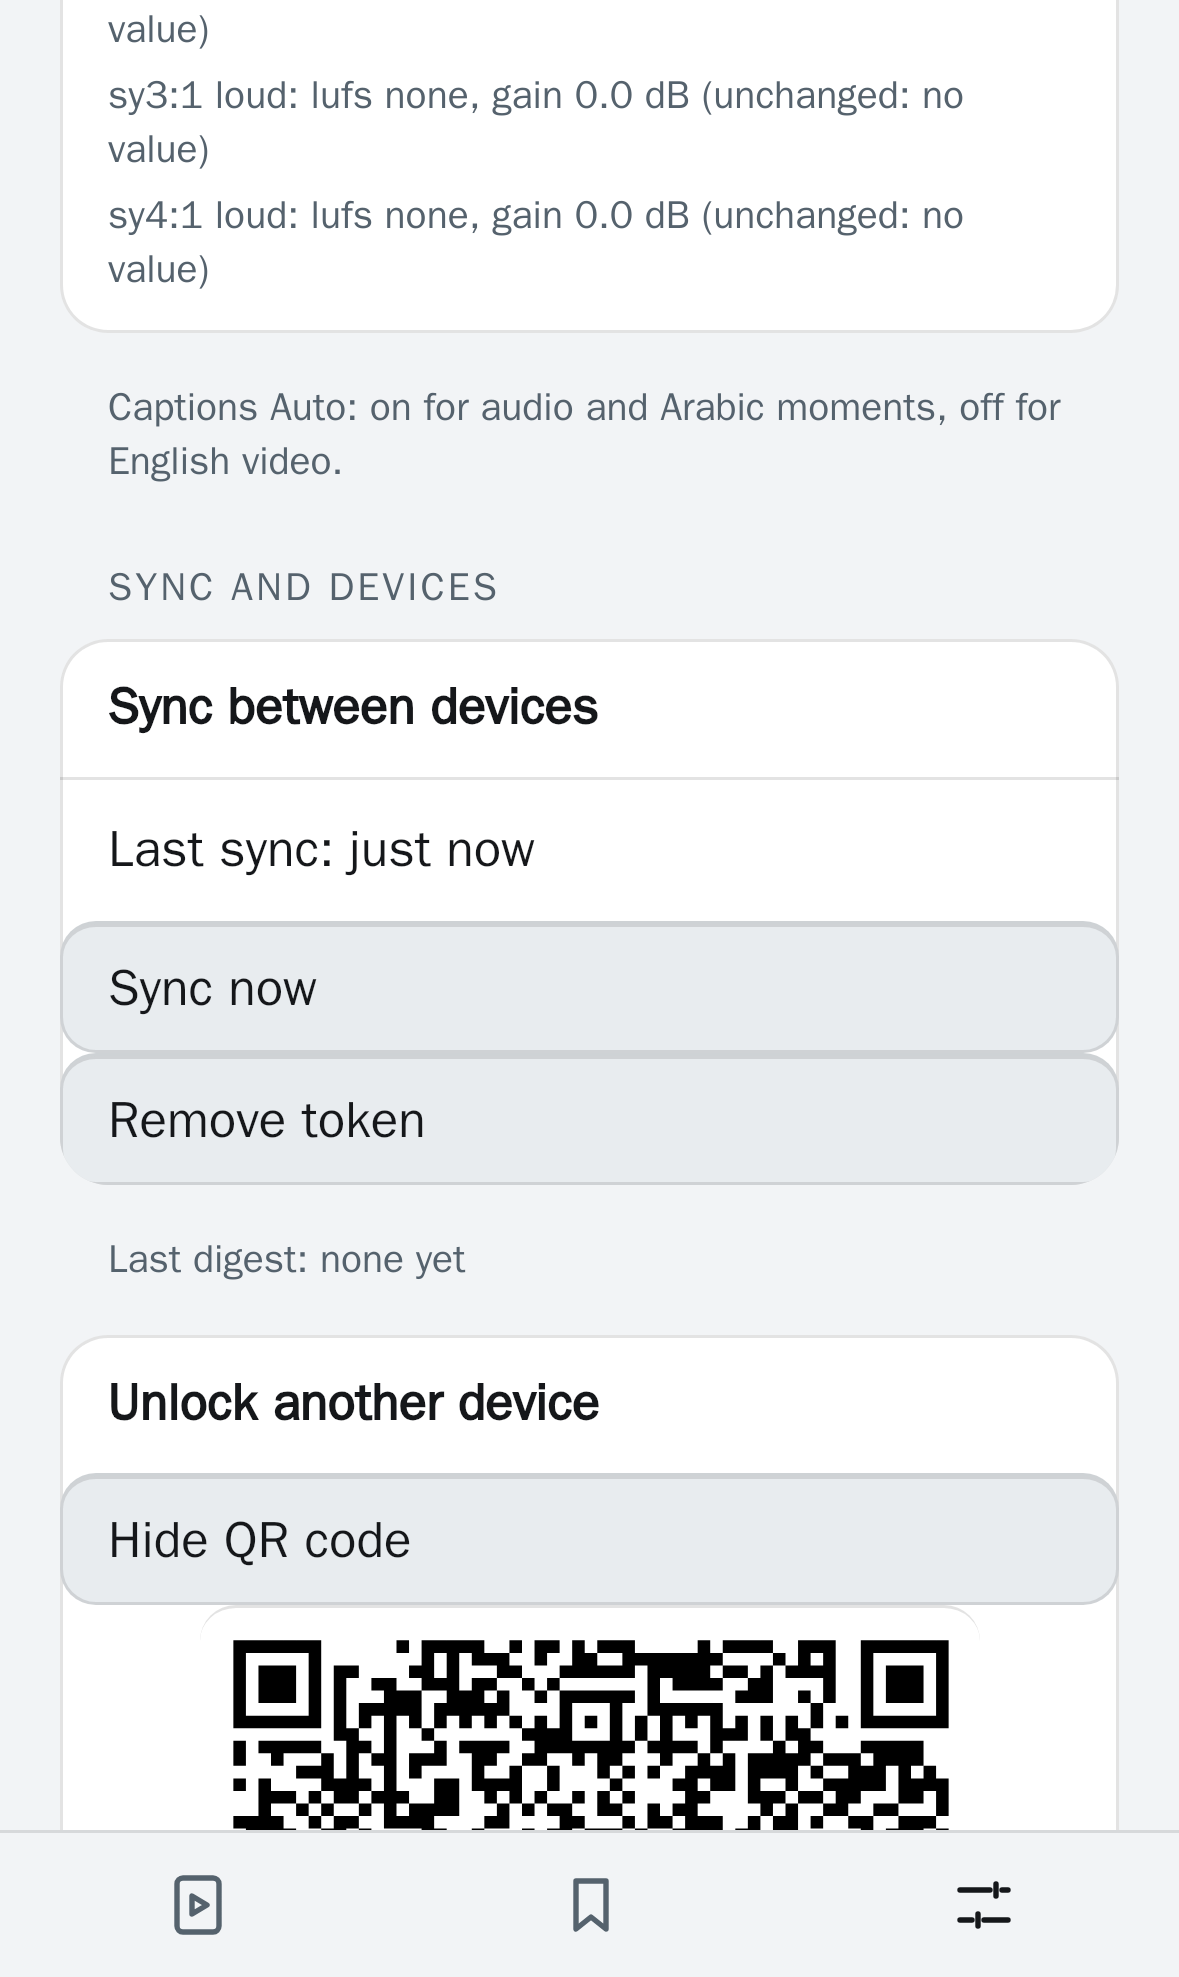 value)
sy3:1 loud: lufs none, gain 0.0 dB (unchanged: no
value)
sy4:1 loud: lufs none, gain 0.0 dB (unchanged: no
value)
Captions Auto: on for audio and Arabic moments, off for
English video.
SYNC AND DEVICES
Sync between devices
Last sync: just now
Sync now
Remove token
Last digest: none yet
Unlock another device
Hide QR code